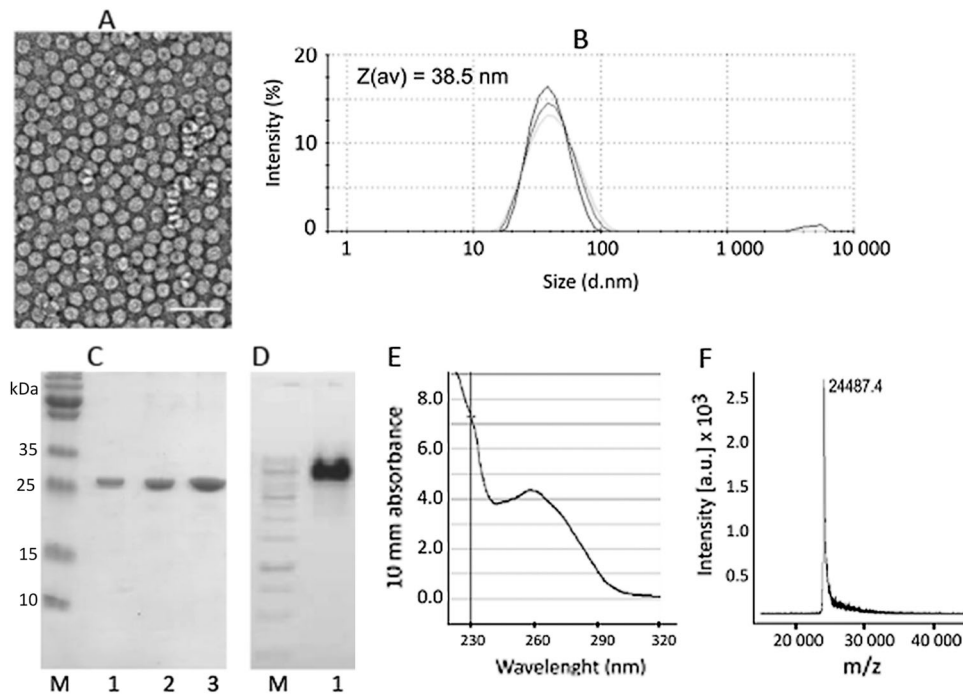 A
B
20
10
0
Intensity (%)
Z(av) = 38.5 nm
1 10 100 1 000 10 000
Size (d.nm)
C
kDa
35
25
15
10
M 1 2 3
D
M 1
E
10 mm absorbance
8.0
6.0
4.0
2.0
0.0
230 260 290 320
Wavelenght (nm)
F
Intensity [a.u.] x 10³
2.5
2.0
1.5
1.0
0.5
24487.4
20 000 30 000 40 000
m/z